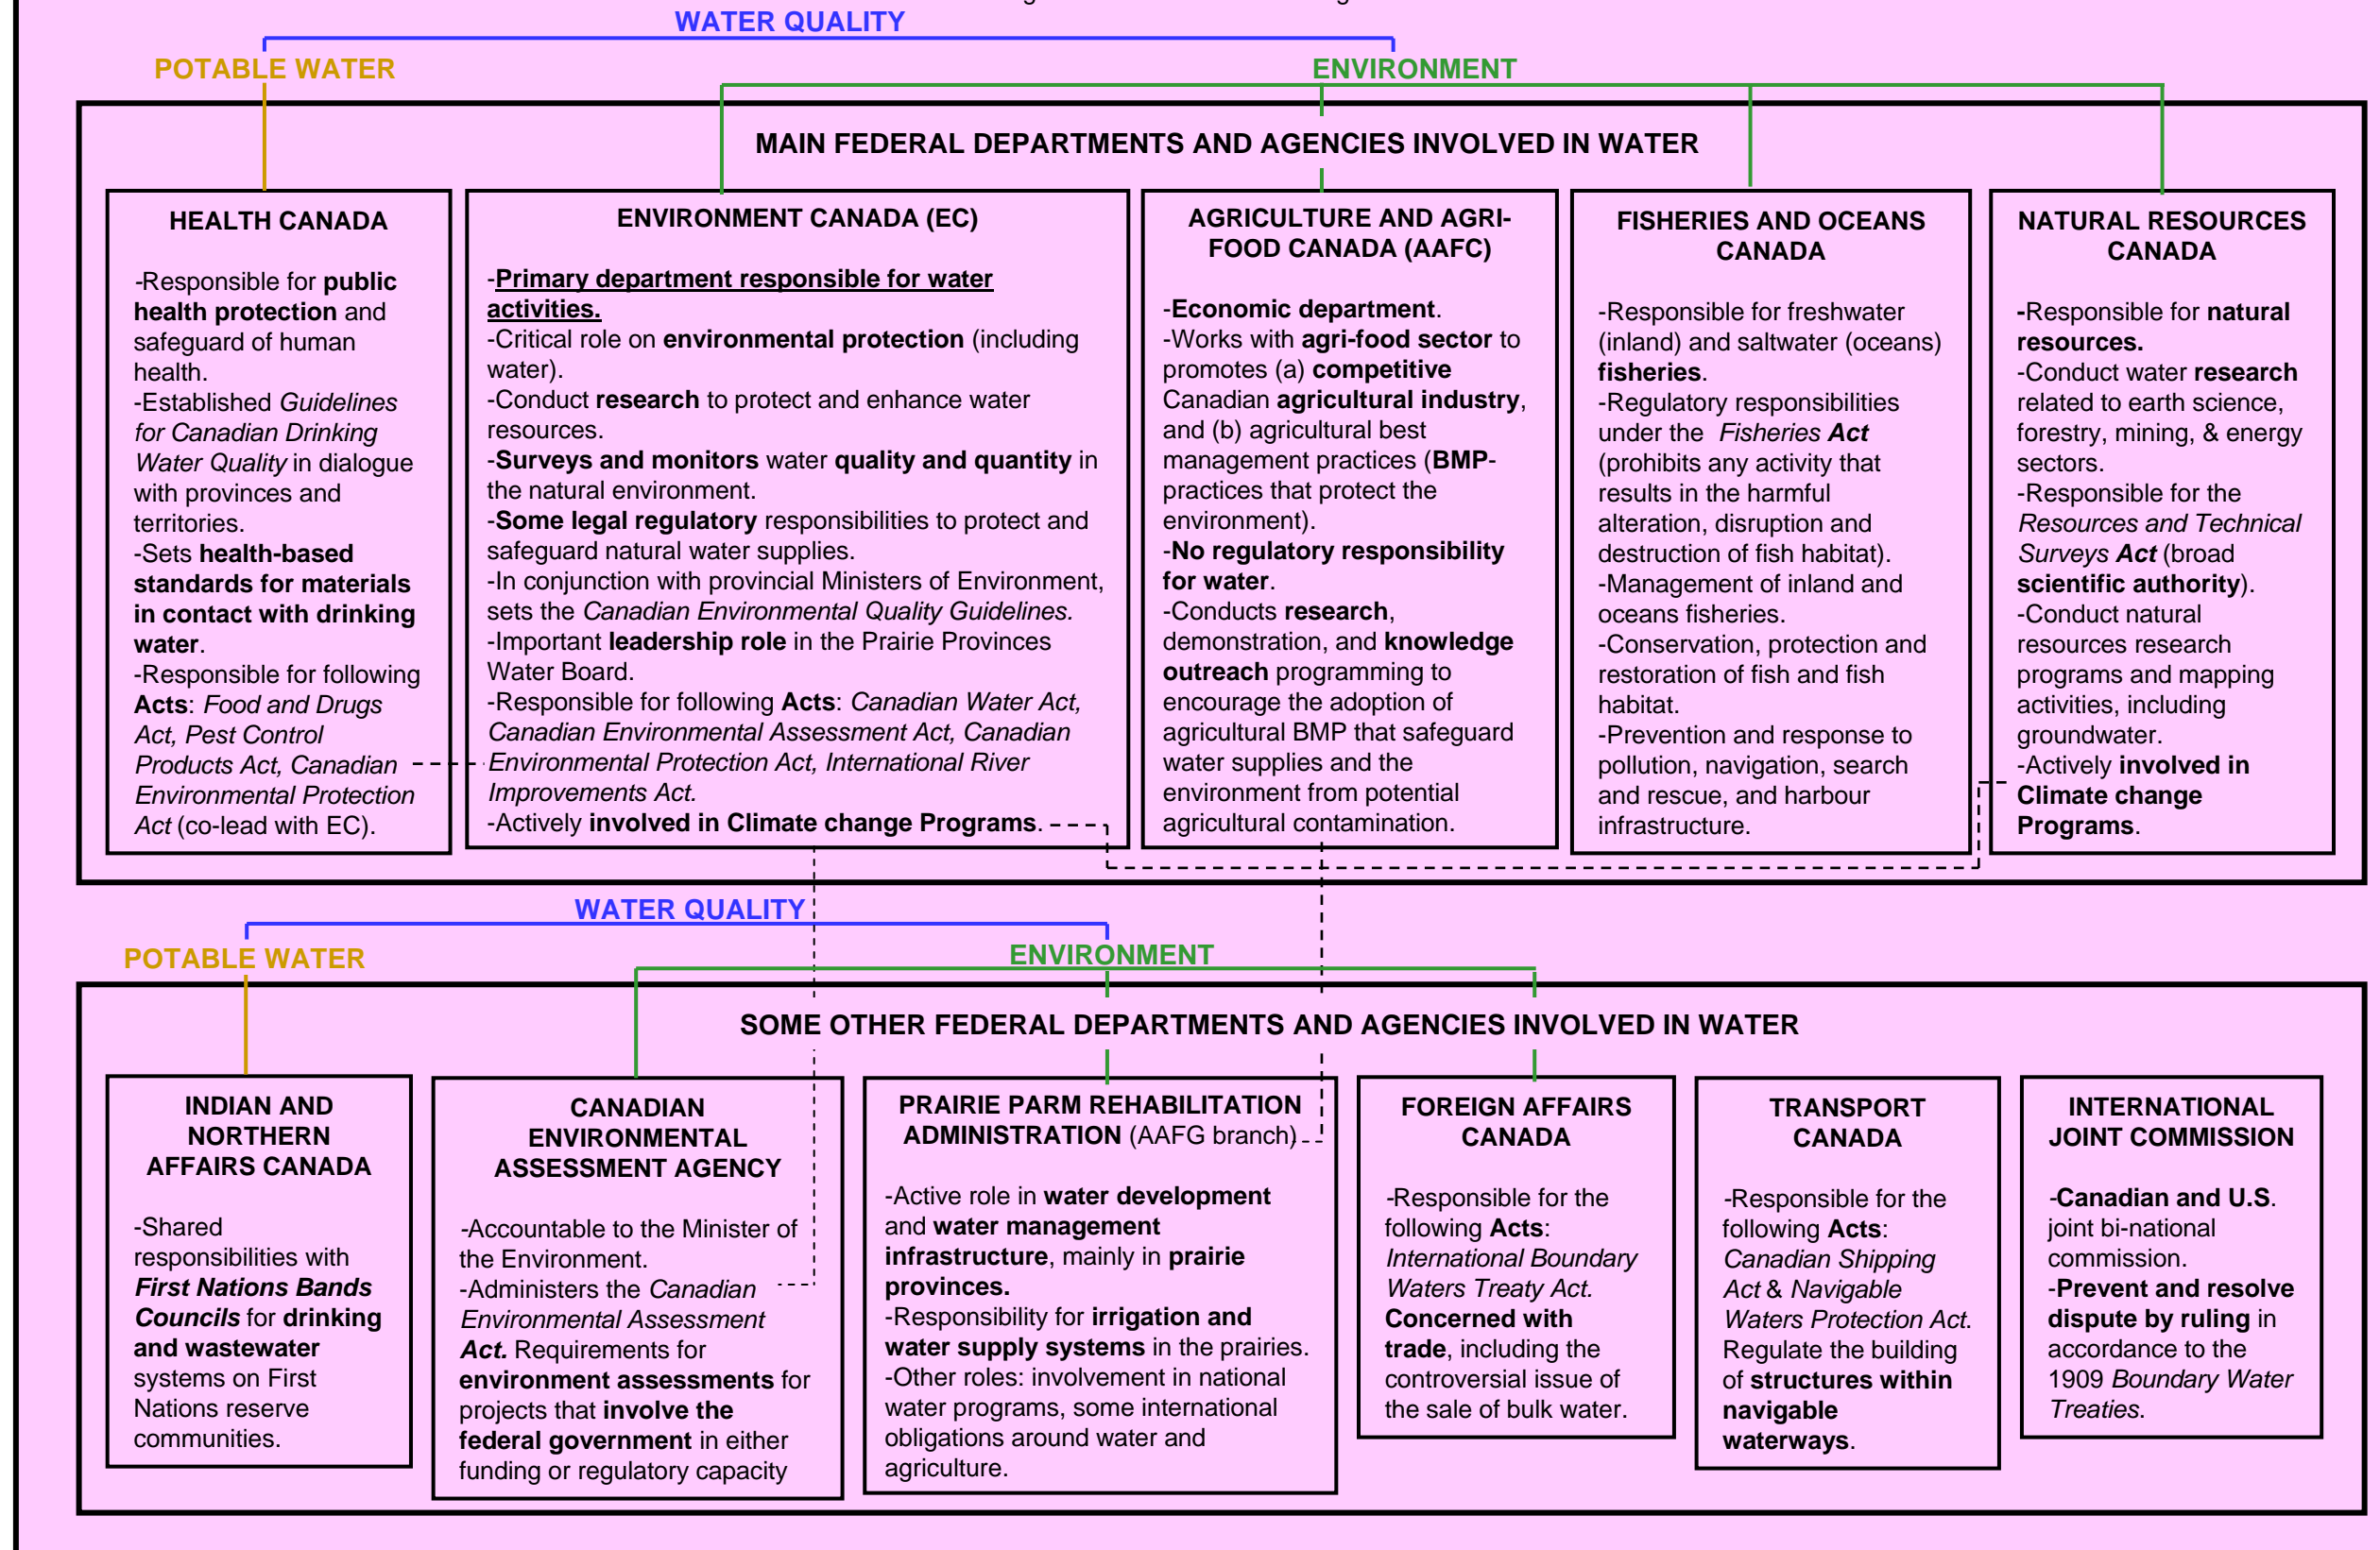 WATER QUALITY
POTABLE WATER
ENVIRONMENT
MAIN FEDERAL DEPARTMENTS AND AGENCIES INVOLVED IN WATER
HEALTH CANADA
-Responsible for public
health protection and
safeguard of human
health.
-Established Guidelines
for Canadian Drinking
Water Quality in dialogue
with provinces and
territories.
-Sets health-based
standards for materials
in contact with drinking
water.
-Responsible for following
Acts: Food and Drugs
Act, Pest Control
Products Act, Canadian
Environmental Protection
Act (co-lead with EC).
ENVIRONMENT CANADA (EC)
-Primary department responsible for water
activities.
-Critical role on environmental protection (including
water).
-Conduct research to protect and enhance water
resources.
-Surveys and monitors water quality and quantity in
the natural environment.
-Some legal regulatory responsibilities to protect and
safeguard natural water supplies.
-In conjunction with provincial Ministers of Environment,
sets the Canadian Environmental Quality Guidelines.
-Important leadership role in the Prairie Provinces
Water Board.
-Responsible for following Acts: Canadian Water Act,
Canadian Environmental Assessment Act, Canadian
Environmental Protection Act, International River
Improvements Act.
-Actively involved in Climate change Programs.
AGRICULTURE AND AGRI-
FOOD CANADA (AAFC)
-Economic department.
-Works with agri-food sector to
promotes (a) competitive
Canadian agricultural industry,
and (b) agricultural best
management practices (BMP-
practices that protect the
environment).
-No regulatory responsibility
for water.
-Conducts research,
demonstration, and knowledge
outreach programming to
encourage the adoption of
agricultural BMP that safeguard
water supplies and the
environment from potential
agricultural contamination.
FISHERIES AND OCEANS
CANADA
-Responsible for freshwater
(inland) and saltwater (oceans)
fisheries.
-Regulatory responsibilities
under the Fisheries Act
(prohibits any activity that
results in the harmful
alteration, disruption and
destruction of fish habitat).
-Management of inland and
oceans fisheries.
-Conservation, protection and
restoration of fish and fish
habitat.
-Prevention and response to
pollution, navigation, search
and rescue, and harbour
infrastructure.
NATURAL RESOURCES
CANADA
-Responsible for natural
resources.
-Conduct water research
related to earth science,
forestry, mining, & energy
sectors.
-Responsible for the
Resources and Technical
Surveys Act (broad
scientific authority).
-Conduct natural
resources research
programs and mapping
activities, including
groundwater.
-Actively involved in
Climate change
Programs.
WATER QUALITY
POTABLE WATER
ENVIRONMENT
SOME OTHER FEDERAL DEPARTMENTS AND AGENCIES INVOLVED IN WATER
INDIAN AND
NORTHERN
AFFAIRS CANADA
-Shared
responsibilities with
First Nations Bands
Councils for drinking
and wastewater
systems on First
Nations reserve
communities.
CANADIAN
ENVIRONMENTAL
ASSESSMENT AGENCY
-Accountable to the Minister of
the Environment.
-Administers the Canadian
Environmental Assessment
Act. Requirements for
environment assessments for
projects that involve the
federal government in either
funding or regulatory capacity
PRAIRIE PARM REHABILITATION
ADMINISTRATION (AAFG branch)
-Active role in water development
and water management
infrastructure, mainly in prairie
provinces.
-Responsibility for irrigation and
water supply systems in the prairies.
-Other roles: involvement in national
water programs, some international
obligations around water and
agriculture.
FOREIGN AFFAIRS
CANADA
-Responsible for the
following Acts:
International Boundary
Waters Treaty Act.
Concerned with
trade, including the
controversial issue of
the sale of bulk water.
TRANSPORT
CANADA
-Responsible for the
following Acts:
Canadian Shipping
Act & Navigable
Waters Protection Act.
Regulate the building
of structures within
navigable
waterways.
INTERNATIONAL
JOINT COMMISSION
-Canadian and U.S.
joint bi-national
commission.
-Prevent and resolve
dispute by ruling in
accordance to the
1909 Boundary Water
Treaties.